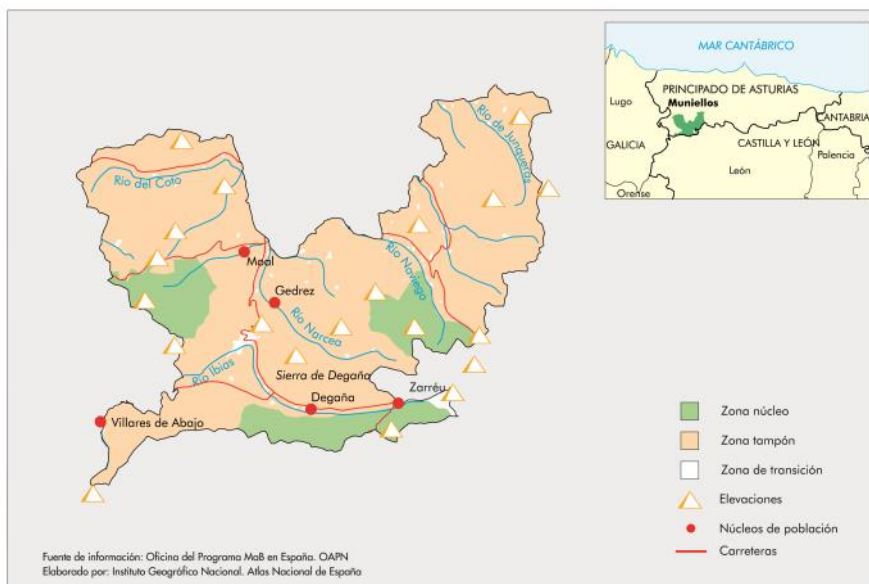 MAR CANTÁBRICO
PRINCIPADO DE ASTURIAS
Lugo
Muniellos
CANTABRIA
GALICIA
CASTILLA Y LEÓN
Palencia
León
Orense
Río de Junqueras
Río del Coto
Moal
Río Naviego
Gedrez
Río Narcea
Río Ibias
Sierra de Degaña
Zarréu
Degaña
Villares de Abajo
Zona núcleo
Zona tampón
Zona de transición
Elevaciones
Núcleos de población
Carreteras
Fuente de información: Oficina del Programa MaB en España. OAPN
Elaborado por: Instituto Geográfico Nacional. Atlas Nacional de España